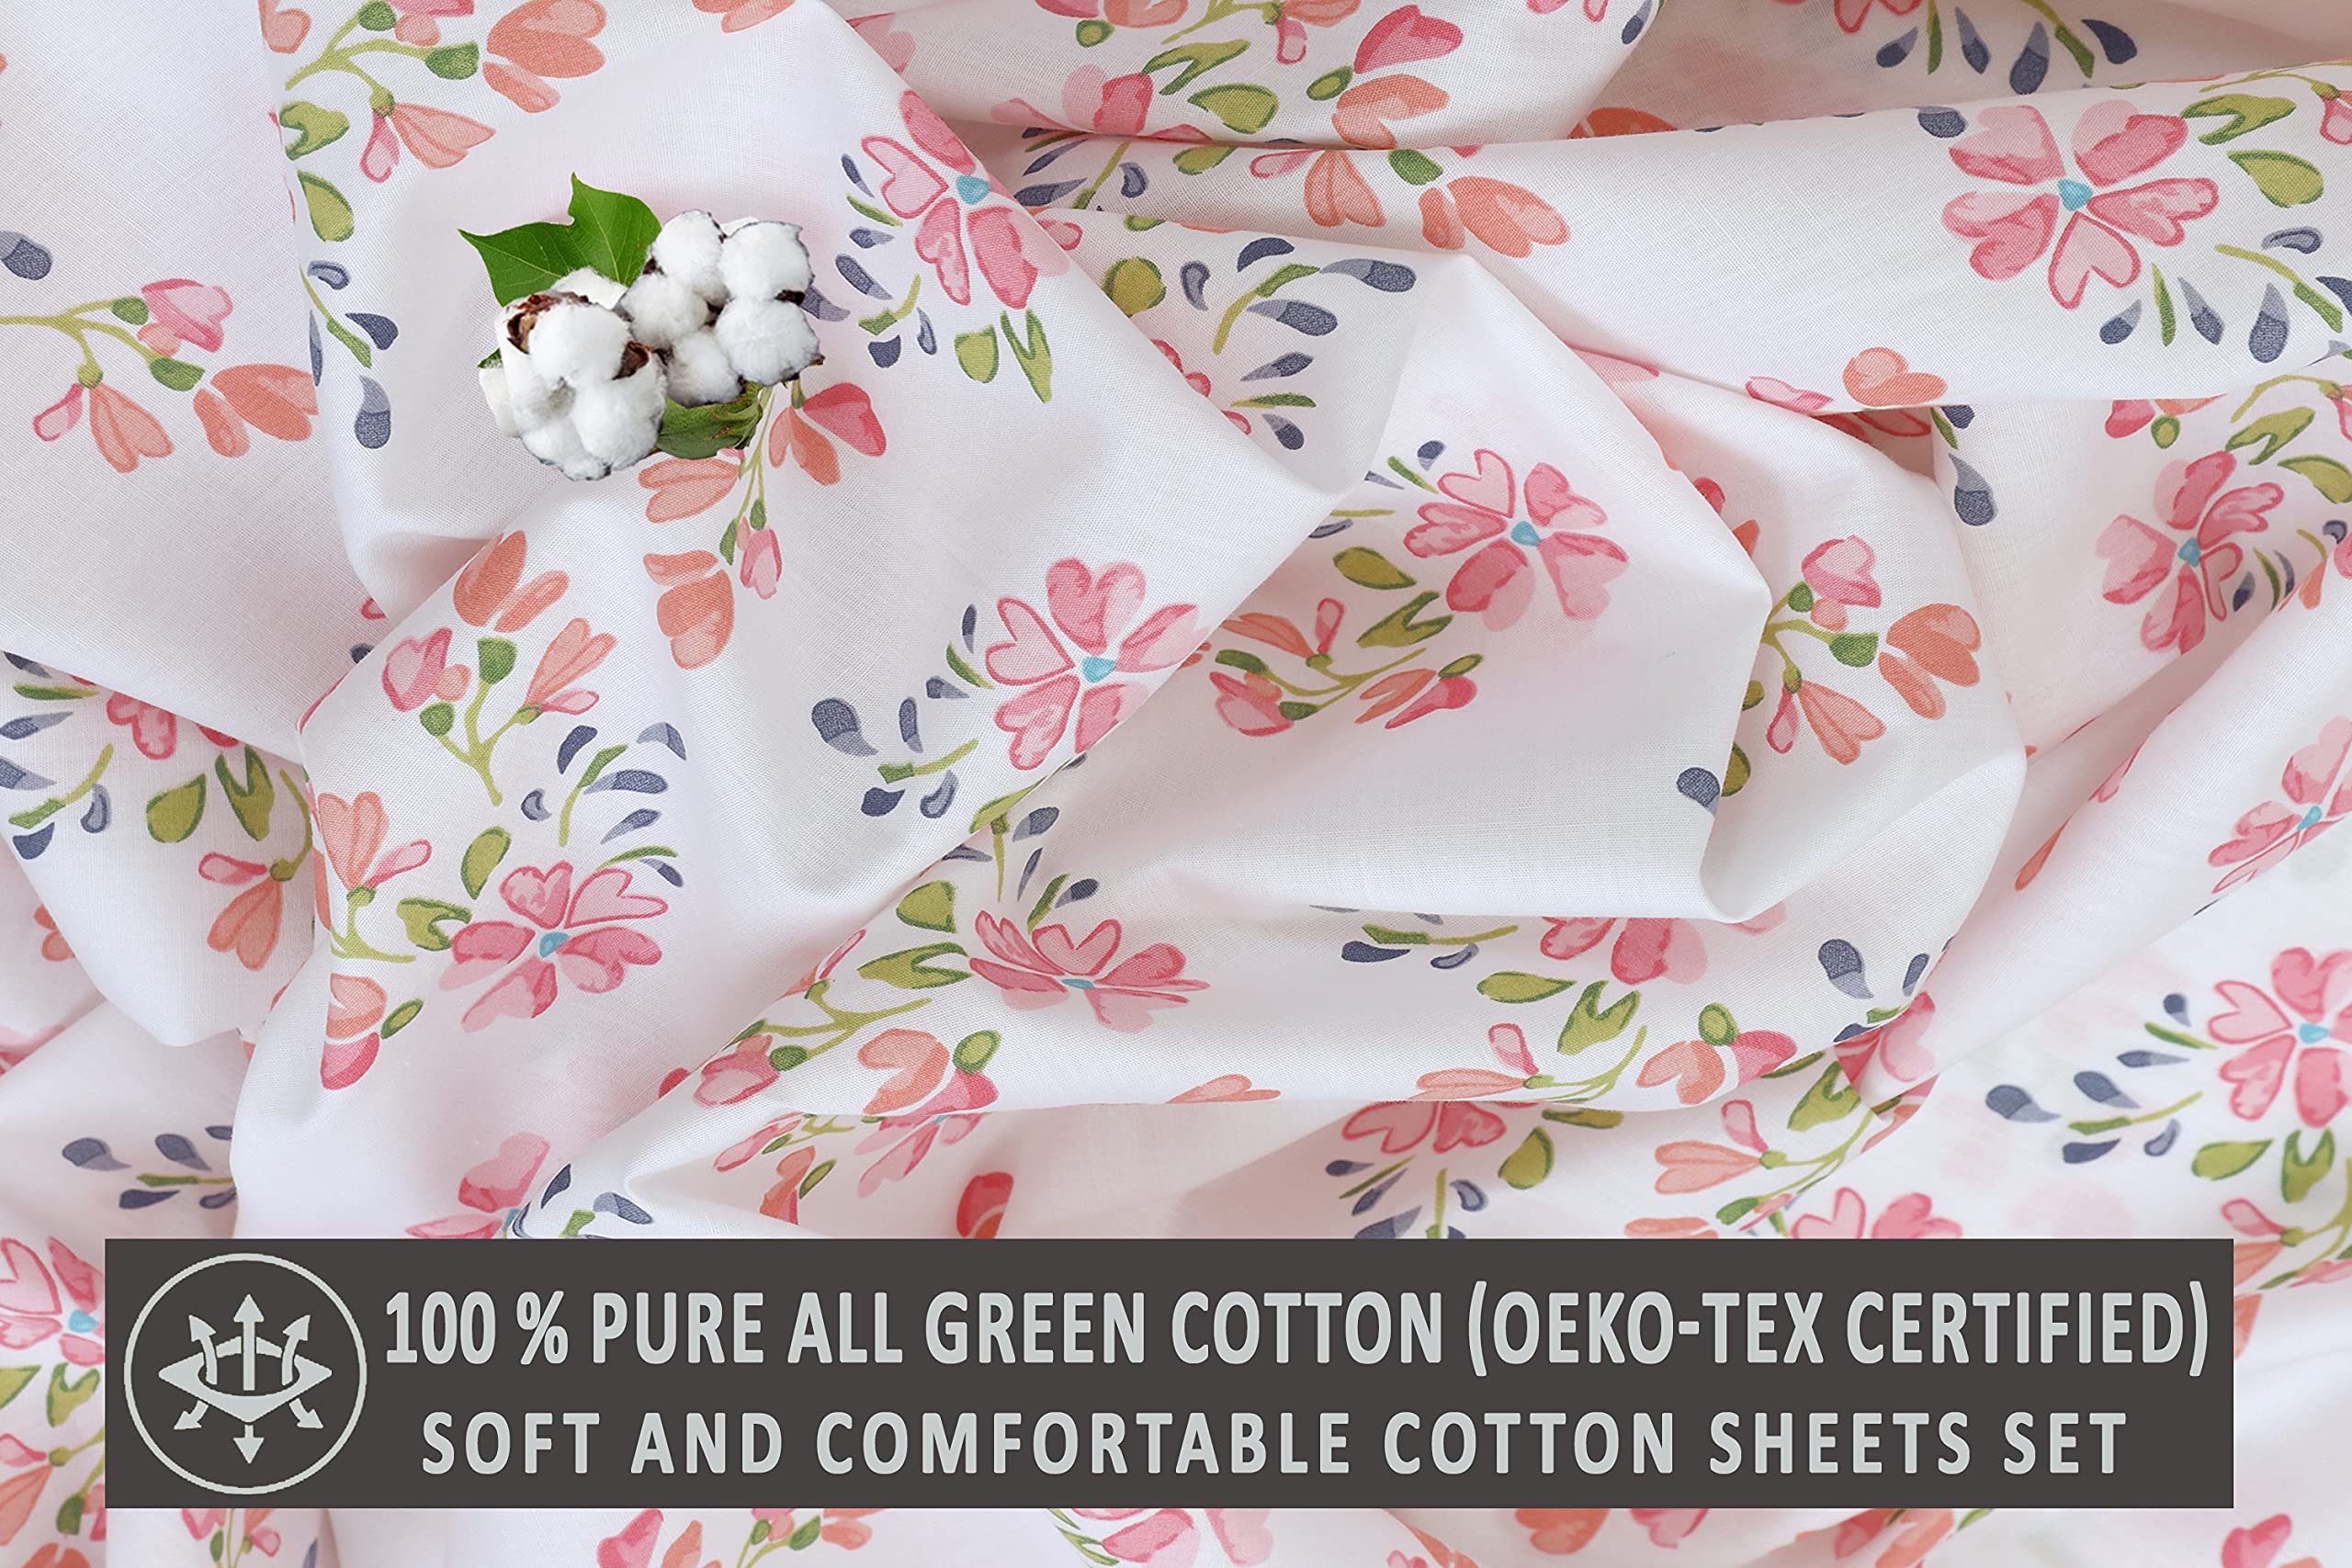 100 % PURE ALL GREEN COTTON (OEKO-TEX CERTIFIED)
SOFT AND COMFORTABLE COTTON SHEETS SET